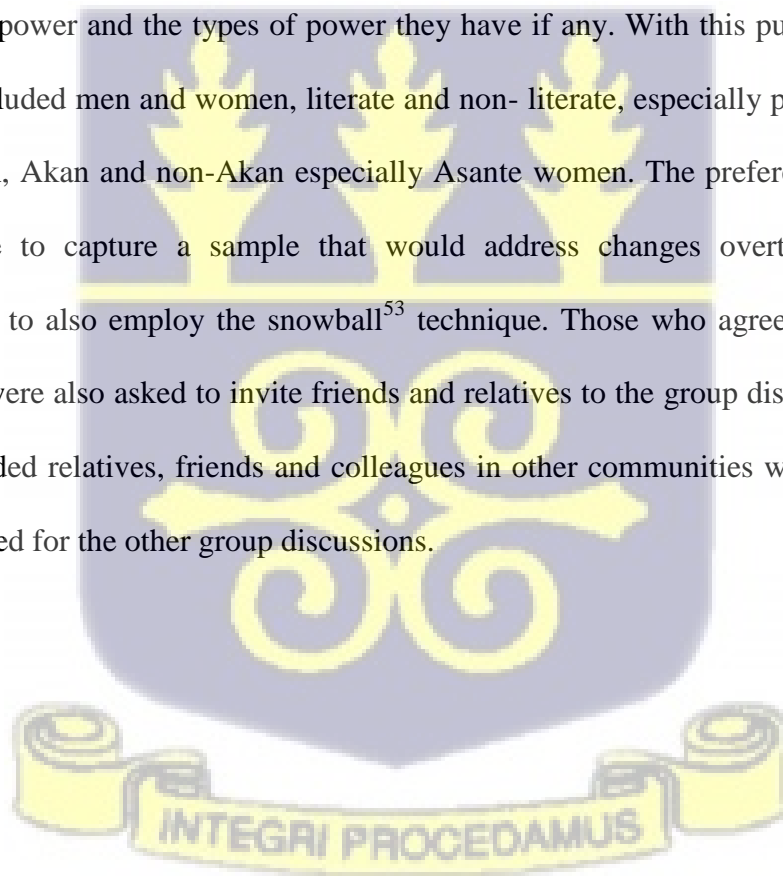 power and the types of power they have if any. With this pu
luded men and women, literate and non- literate, especially p
, Akan and non-Akan especially Asante women. The prefer
to capture a sample that would address changes overt
to also employ the snowball53 technique. Those who agree
were also asked to invite friends and relatives to the group dis
ded relatives, friends and colleagues in other communities w
ed for the other group discussions.
INTEGRI PROCEDAMUS